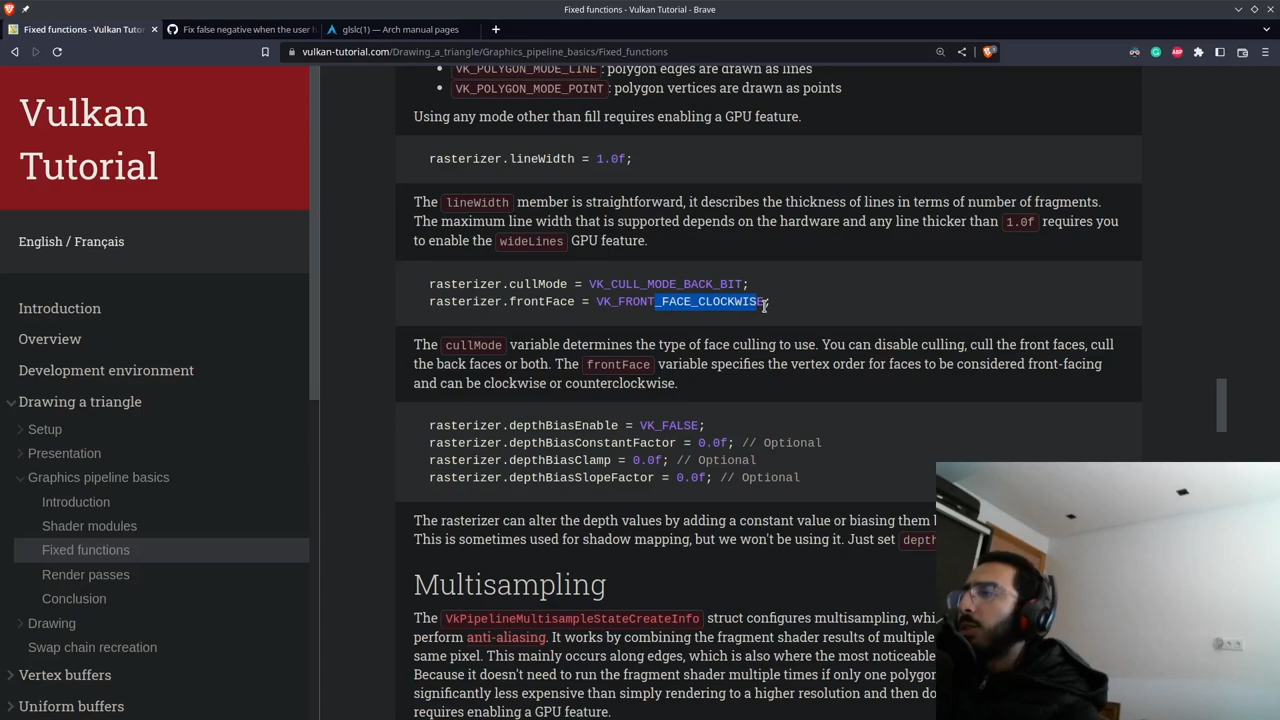 Fixed functions - Vulkan Tutorial - Brave
Fixed functions - Vulkan Tutorial
Fix false negative when the user h
glslc(1) — Arch manual pages
vulkan-tutorial.com/Drawing_a_triangle/Graphics_pipeline_basics/Fixed_functions
Vulkan
Tutorial
English / Français
Introduction
Overview
Development environment
Drawing a triangle
Setup
Presentation
Graphics pipeline basics
Introduction
Shader modules
Fixed functions
Render passes
Conclusion
Drawing
Swap chain recreation
Vertex buffers
Uniform buffers
VK_POLYGON_MODE_LINE: polygon edges are drawn as lines
VK_POLYGON_MODE_POINT: polygon vertices are drawn as points
Using any mode other than fill requires enabling a GPU feature.
rasterizer.lineWidth = 1.0f;
The lineWidth member is straightforward, it describes the thickness of lines in terms of number of fragments.
The maximum line width that is supported depends on the hardware and any line thicker than 1.0f requires you
to enable the wideLines GPU feature.
rasterizer.cullMode = VK_CULL_MODE_BACK_BIT;
rasterizer.frontFace = VK_FRONT_FACE_CLOCKWISE;
The cullMode variable determines the type of face culling to use. You can disable culling, cull the front faces, cull
the back faces or both. The frontFace variable specifies the vertex order for faces to be considered front-facing
and can be clockwise or counterclockwise.
rasterizer.depthBiasEnable = VK_FALSE;
rasterizer.depthBiasConstantFactor = 0.0f; // Optional
rasterizer.depthBiasClamp = 0.0f; // Optional
rasterizer.depthBiasSlopeFactor = 0.0f; // Optional
The rasterizer can alter the depth values by adding a constant value or biasing them b
This is sometimes used for shadow mapping, but we won't be using it. Just set depth
Multisampling
The VkPipelineMultisampleStateCreateInfo struct configures multisampling, whi
perform anti-aliasing. It works by combining the fragment shader results of multiple
same pixel. This mainly occurs along edges, which is also where the most noticeable
Because it doesn't need to run the fragment shader multiple times if only one polygon
significantly less expensive than simply rendering to a higher resolution and then do
requires enabling a GPU feature.